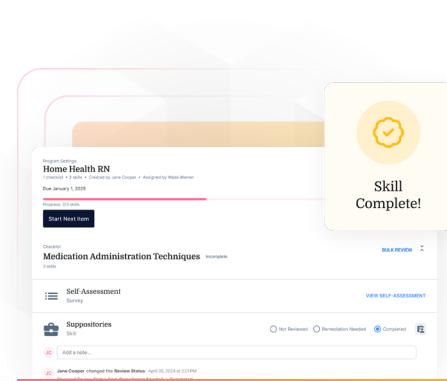 Program Settings
Home Health RN
1 checklist • 3 skills • Created by Jane Cooper • Assigned by Wade Warren
Due January 1, 2025
Progress: 2/3 skills
Start Next Item
Skill
Complete!
Checklist
Medication Administration Techniques Incomplete
BULK REVIEW
3 skills
Self-Assessment
Survey
VIEW SELF-ASSESSMENT
Suppositories
Skill
Not Reviewed Remediation Needed Completed
JC Add a note...
JC Jane Cooper changed the Review Status April 25, 2024 at 2:21PM